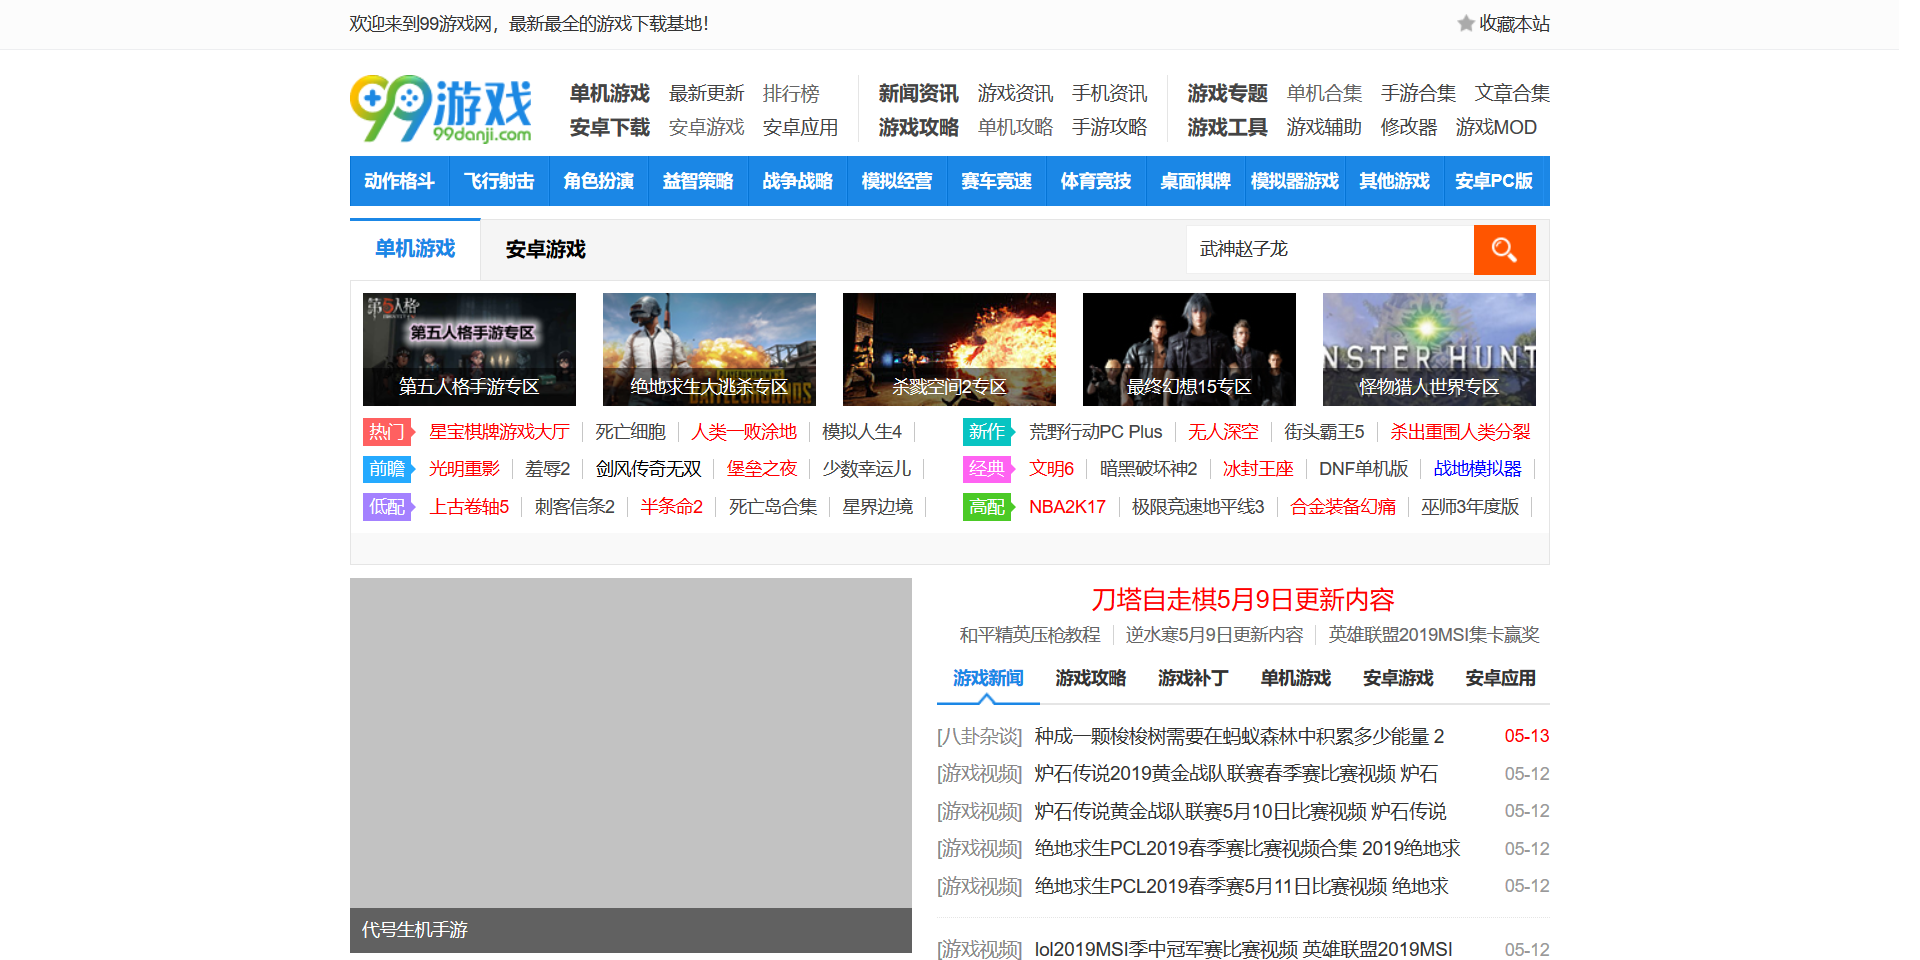 欢迎来到99游戏网，最新最全的游戏下载基地！
收藏本站
99游戏
99danji.com
单机游戏 最新更新 排行榜
安卓下载 安卓游戏 安卓应用
新闻资讯 游戏资讯 手机资讯
游戏攻略 单机攻略 手游攻略
游戏专题 单机合集 手游合集 文章合集
游戏工具 游戏辅助 修改器 游戏MOD
动作格斗 飞行射击 角色扮演 益智策略 战争战略 模拟经营 赛车竞速 体育竞技 桌面棋牌 模拟器游戏 其他游戏 安卓PC版
单机游戏 安卓游戏
武神赵子龙
第5人格
第五人格手游专区
第五人格手游专区
绝地求生大逃杀专区
杀戮空间2专区
最终幻想15专区
NSTER HUNT
怪物猎人世界专区
热门 星宝棋牌游戏大厅 死亡细胞 人类一败涂地 模拟人生4
前瞻 光明重影 羞辱2 剑风传奇无双 堡垒之夜 少数幸运儿
低配 上古卷轴5 刺客信条2 半条命2 死亡岛合集 星界边境
新作 荒野行动PC Plus 无人深空 街头霸王5 杀出重围人类分裂
经典 文明6 暗黑破坏神2 冰封王座 DNF单机版 战地模拟器
高配 NBA2K17 极限竞速地平线3 合金装备幻痛 巫师3年度版
代号生机手游
刀塔自走棋5月9日更新内容
和平精英压枪教程 逆水寒5月9日更新内容 英雄联盟2019MSI集卡赢奖
游戏新闻 游戏攻略 游戏补丁 单机游戏 安卓游戏 安卓应用
[八卦杂谈] 种成一颗梭梭树需要在蚂蚁森林中积累多少能量 2 05-13
[游戏视频] 炉石传说2019黄金战队联赛春季赛比赛视频 炉石 05-12
[游戏视频] 炉石传说黄金战队联赛5月10日比赛视频 炉石传说 05-12
[游戏视频] 绝地求生PCL2019春季赛比赛视频合集 2019绝地求 05-12
[游戏视频] 绝地求生PCL2019春季赛5月11日比赛视频 绝地求 05-12
[游戏视频] lol2019MSI季中冠军赛比赛视频 英雄联盟2019MSI 05-12